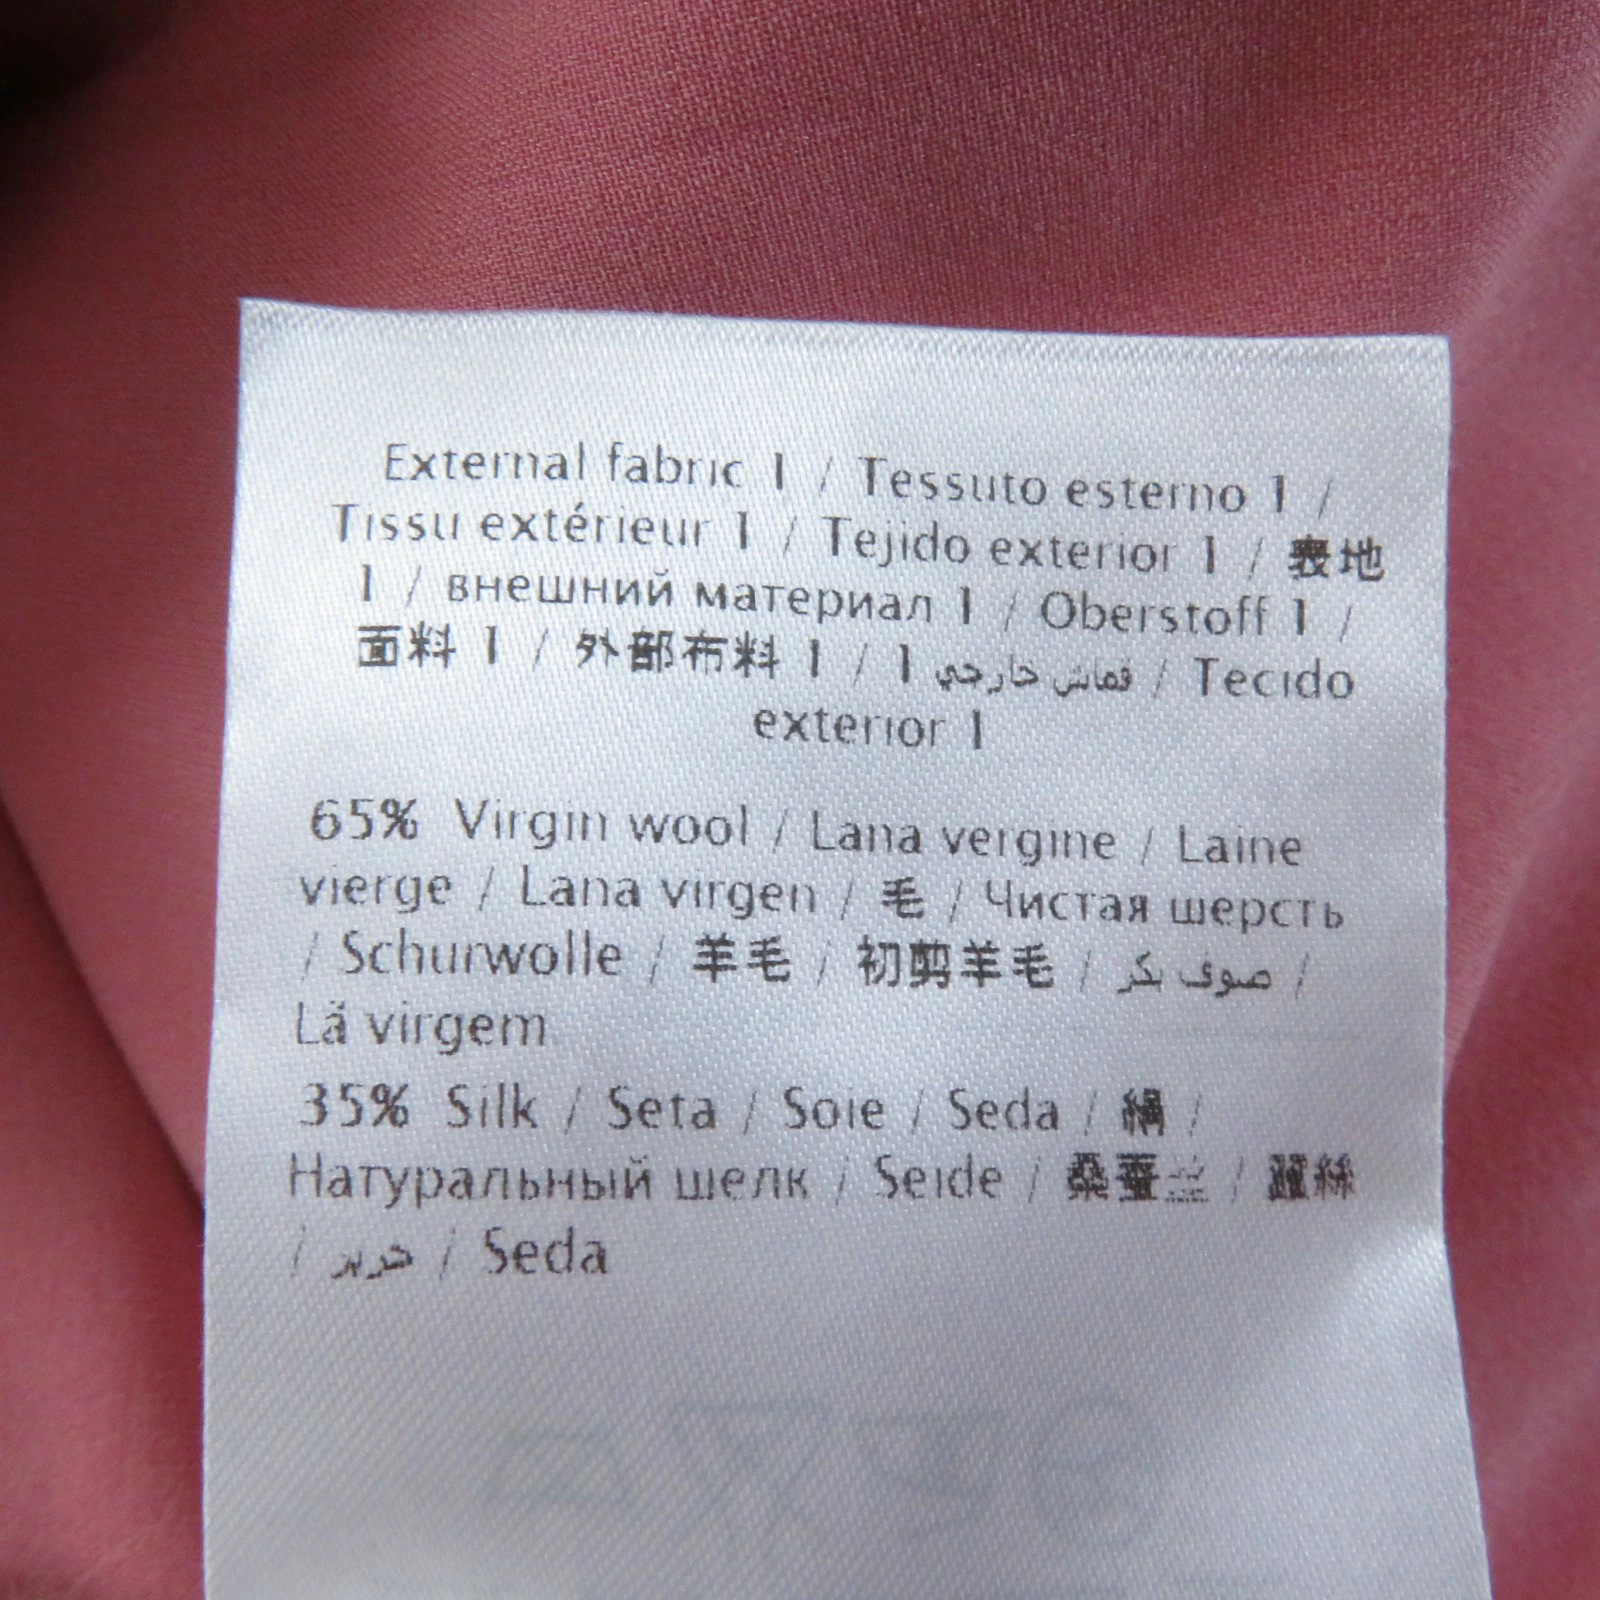 External fabric 1 / Tessuto esterno 1 /
Tissu extérieur 1 / Tejido exterior 1 / 表地
1 / внешний материал 1 / Oberstoff 1 /
面料 1 / 外部布料 1 / قماش خارجي 1 / Tecido
exterior 1
65% Virgin wool / Lana vergine / Laine
vierge / Lana virgen / 毛 / Чистая шерсть
/ Schurwolle / 羊毛 / 初剪羊毛 / صوف بكر /
Lã virgem
35% Silk / Seta / Soie / Seda / 絹 /
Натуральный шелк / Seide / 桑蚕丝 / 蠶絲
/ حرير / Seda